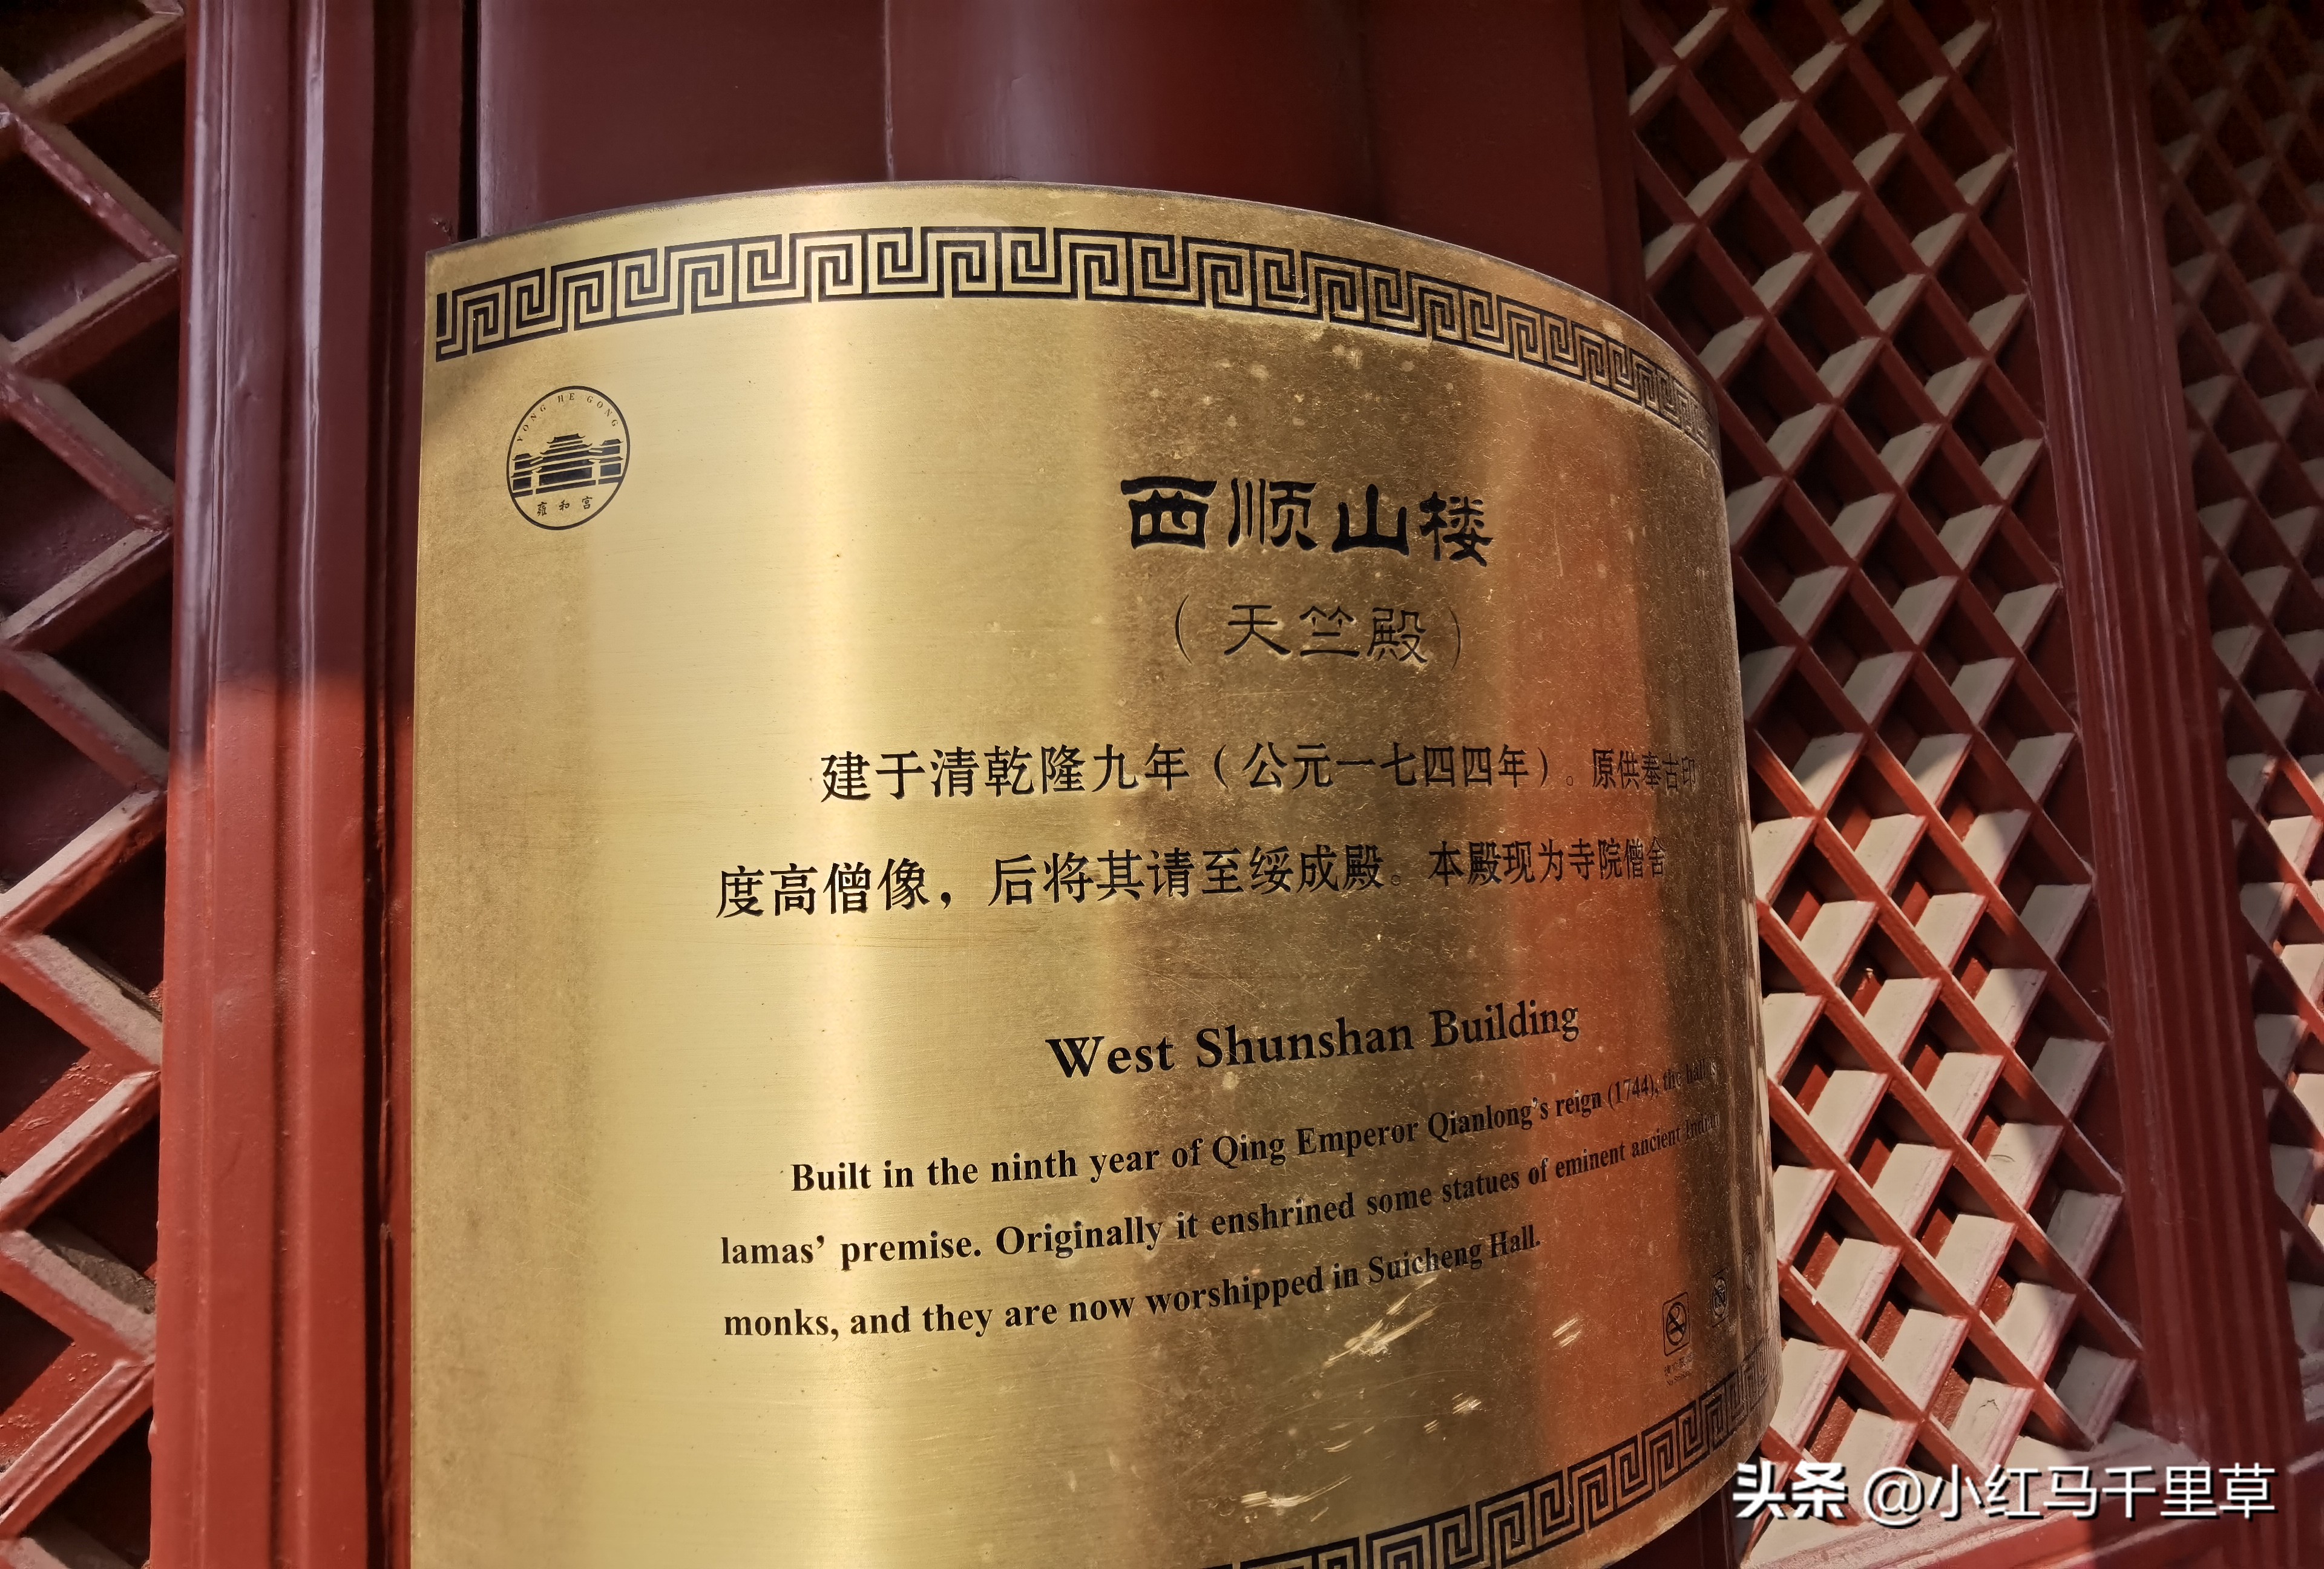 YONG HE GONG
雍和宫
西顺山楼
（天竺殿）
建于清乾隆九年（公元一七四四年）。原供奉古印
度高僧像，后将其请至绥成殿。本殿现为寺院僧舍
West Shunshan Building
Built in the ninth year of Qing Emperor Qianlong's reign (1744), the hall is
lamas' premise. Originally it enshrined some statues of eminent ancient Indian
monks, and they are now worshipped in Suicheng Hall.
头条 @小红马千里草